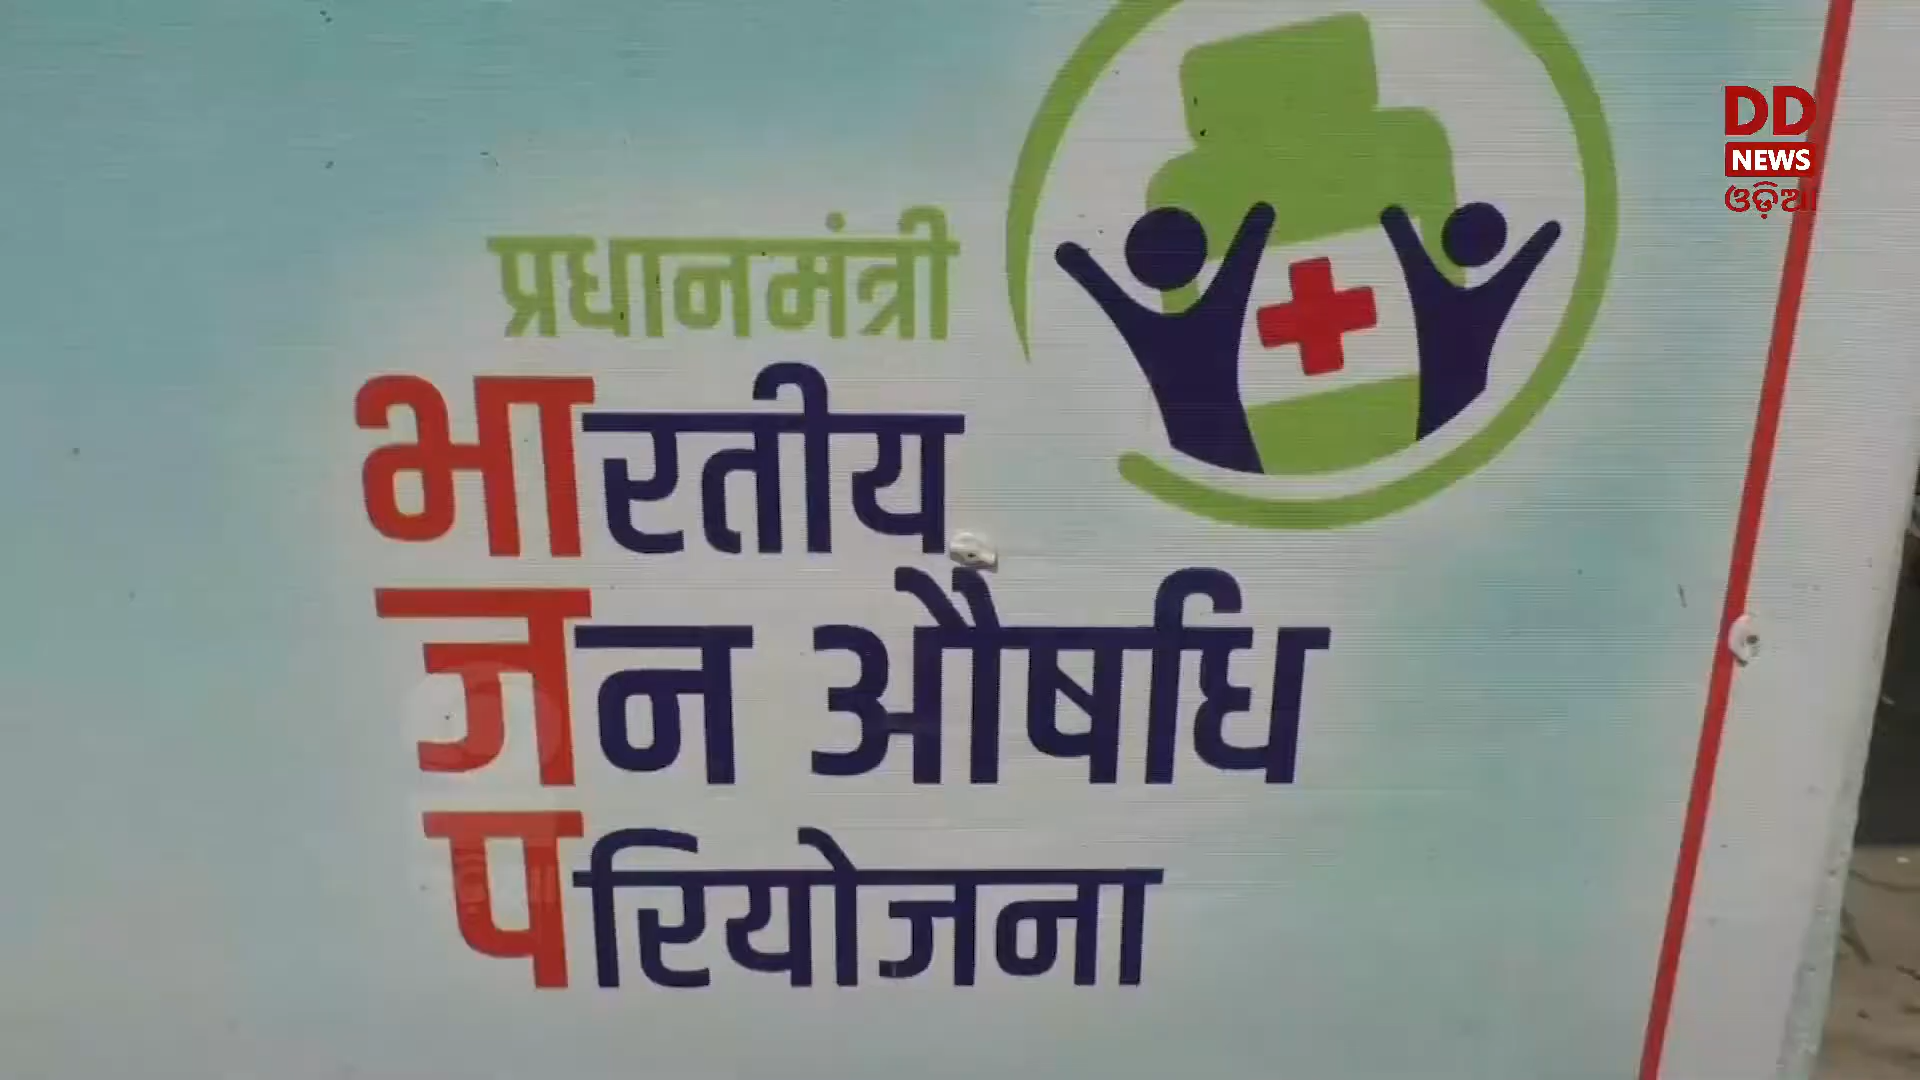 प्रधानमंत्री
भारतीय
जन औषधि
परियोजना
DD
NEWS
ଓଡ଼ିଆ